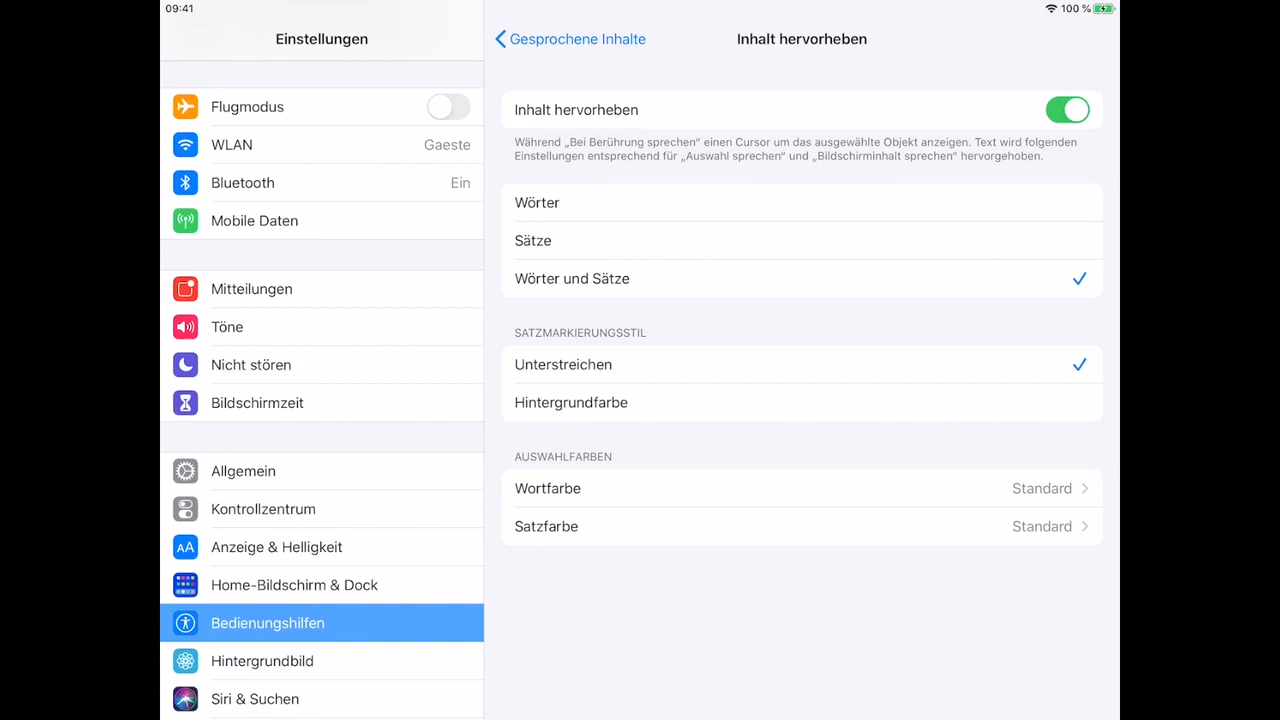 09:41
100 %
Einstellungen
Flugmodus
WLAN
Gaeste
Bluetooth
Ein
Mobile Daten
Mitteilungen
Töne
Nicht stören
Bildschirmzeit
Allgemein
Kontrollzentrum
AA
Anzeige & Helligkeit
Home-Bildschirm & Dock
Bedienungshilfen
Hintergrundbild
Siri & Suchen
Gesprochene Inhalte
Inhalt hervorheben
Inhalt hervorheben
Während „Bei Berührung sprechen“ einen Cursor um das ausgewählte Objekt anzeigen. Text wird folgenden
Einstellungen entsprechend für „Auswahl sprechen“ und „Bildschirminhalt sprechen“ hervorgehoben.
Wörter
Sätze
Wörter und Sätze
SATZMARKIERUNGSSTIL
Unterstreichen
Hintergrundfarbe
AUSWAHLFARBEN
Wortfarbe
Standard
Satzfarbe
Standard